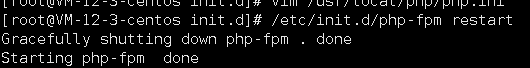 [root@VM-12-3-centos init.d]# vim /usr/local/php/php.ini
[root@VM-12-3-centos init.d]# /etc/init.d/php-fpm restart
Gracefully shutting down php-fpm . done
Starting php-fpm  done